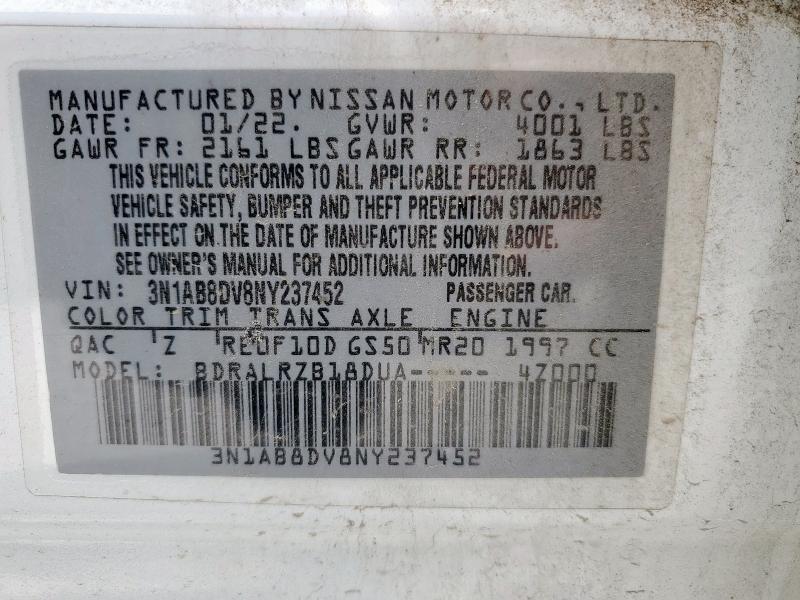 MANUFACTURED BY NISSAN MOTOR CO., LTD.
DATE: 01/22. GVWR: 4001 LBS
GAWR FR: 2161 LBS GAWR RR: 1863 LBS
THIS VEHICLE CONFORMS TO ALL APPLICABLE FEDERAL MOTOR
VEHICLE SAFETY, BUMPER AND THEFT PREVENTION STANDARDS
IN EFFECT ON THE DATE OF MANUFACTURE SHOWN ABOVE.
SEE OWNER'S MANUAL FOR ADDITIONAL INFORMATION.
VIN: 3N1AB8DV8NY237452 PASSENGER CAR.
COLOR TRIM TRANS AXLE ENGINE
QAC Z RE0F10D GS50 MR20 1997 CC
MODEL: BDRALRZB18DUA----- 4Z000
3N1AB8DV8NY237452